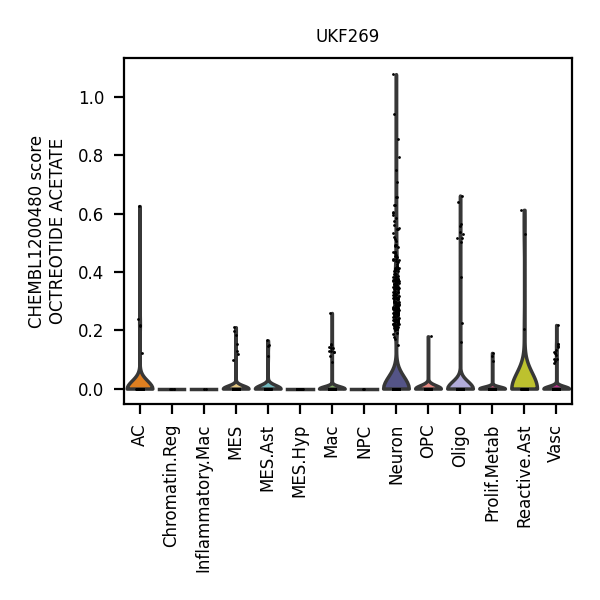 UKF269
CHEMBL1200480 score
OCTREOTIDE ACETATE
1.0
0.8
0.6
0.4
0.2
0.0
AC
Chromatin.Reg
Inflammatory.Mac
MES
MES.Ast
MES.Hyp
Mac
NPC
Neuron
OPC
Oligo
Prolif.Metab
Reactive.Ast
Vasc